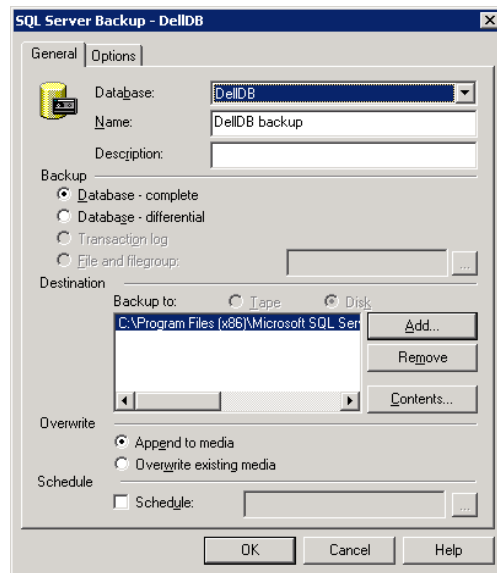 SQL Server Backup - DellDB
General Options
Database: DellDB
Name: DellDB backup
Description:
Backup
Database - complete
Database - differential
Transaction log
File and filegroup: ...
Destination
Backup to: Tape Disk
C:\Program Files (x86)\Microsoft SQL Ser
Add...
Remove
Contents...
Overwrite
Append to media
Overwrite existing media
Schedule
Schedule: ...
OK Cancel Help